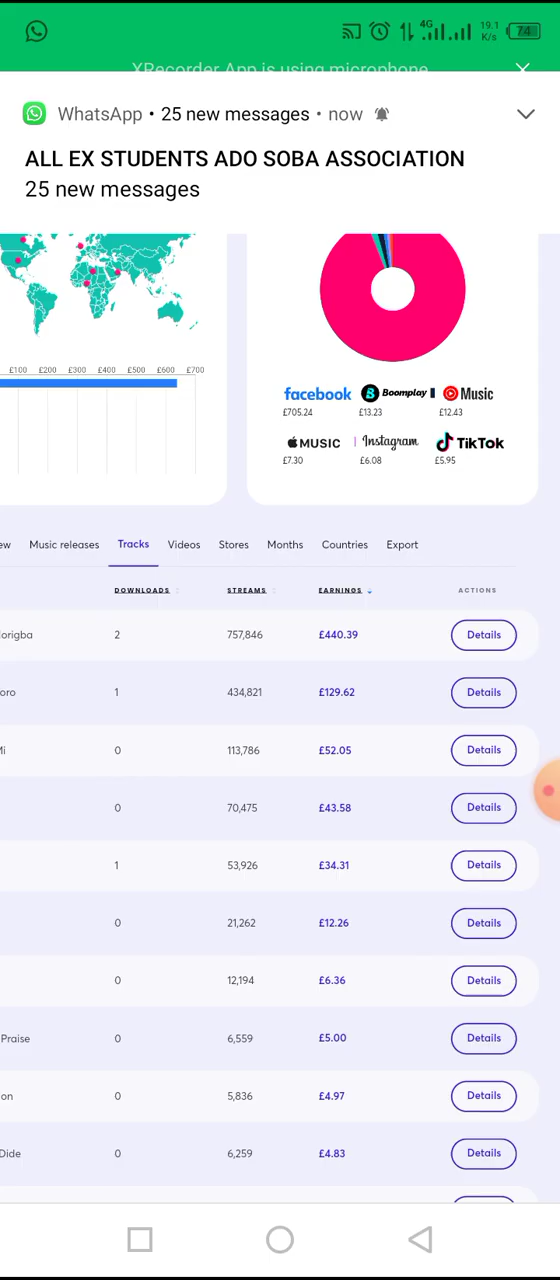 4G 19.1 K/s 74
XRecorder App is using microphone
WhatsApp • 25 new messages • now
ALL EX STUDENTS ADO SOBA ASSOCIATION
25 new messages
£100 £200 £300 £400 £500 £600 £700
facebook Boomplay Music
£705.24 £13.23 £12.43
MUSIC Instagram TikTok
£7.30 £6.08 £5.95
ew Music releases Tracks Videos Stores Months Countries Export
DOWNLOADS STREAMS EARNINGS ACTIONS
lorigba 2 757,846 £440.39 Details
oro 1 434,821 £129.62 Details
Mi 0 113,786 £52.05 Details
0 70,475 £43.58 Details
1 53,926 £34.31 Details
0 21,262 £12.26 Details
0 12,194 £6.36 Details
Praise 0 6,559 £5.00 Details
on 0 5,836 £4.97 Details
Dide 0 6,259 £4.83 Details